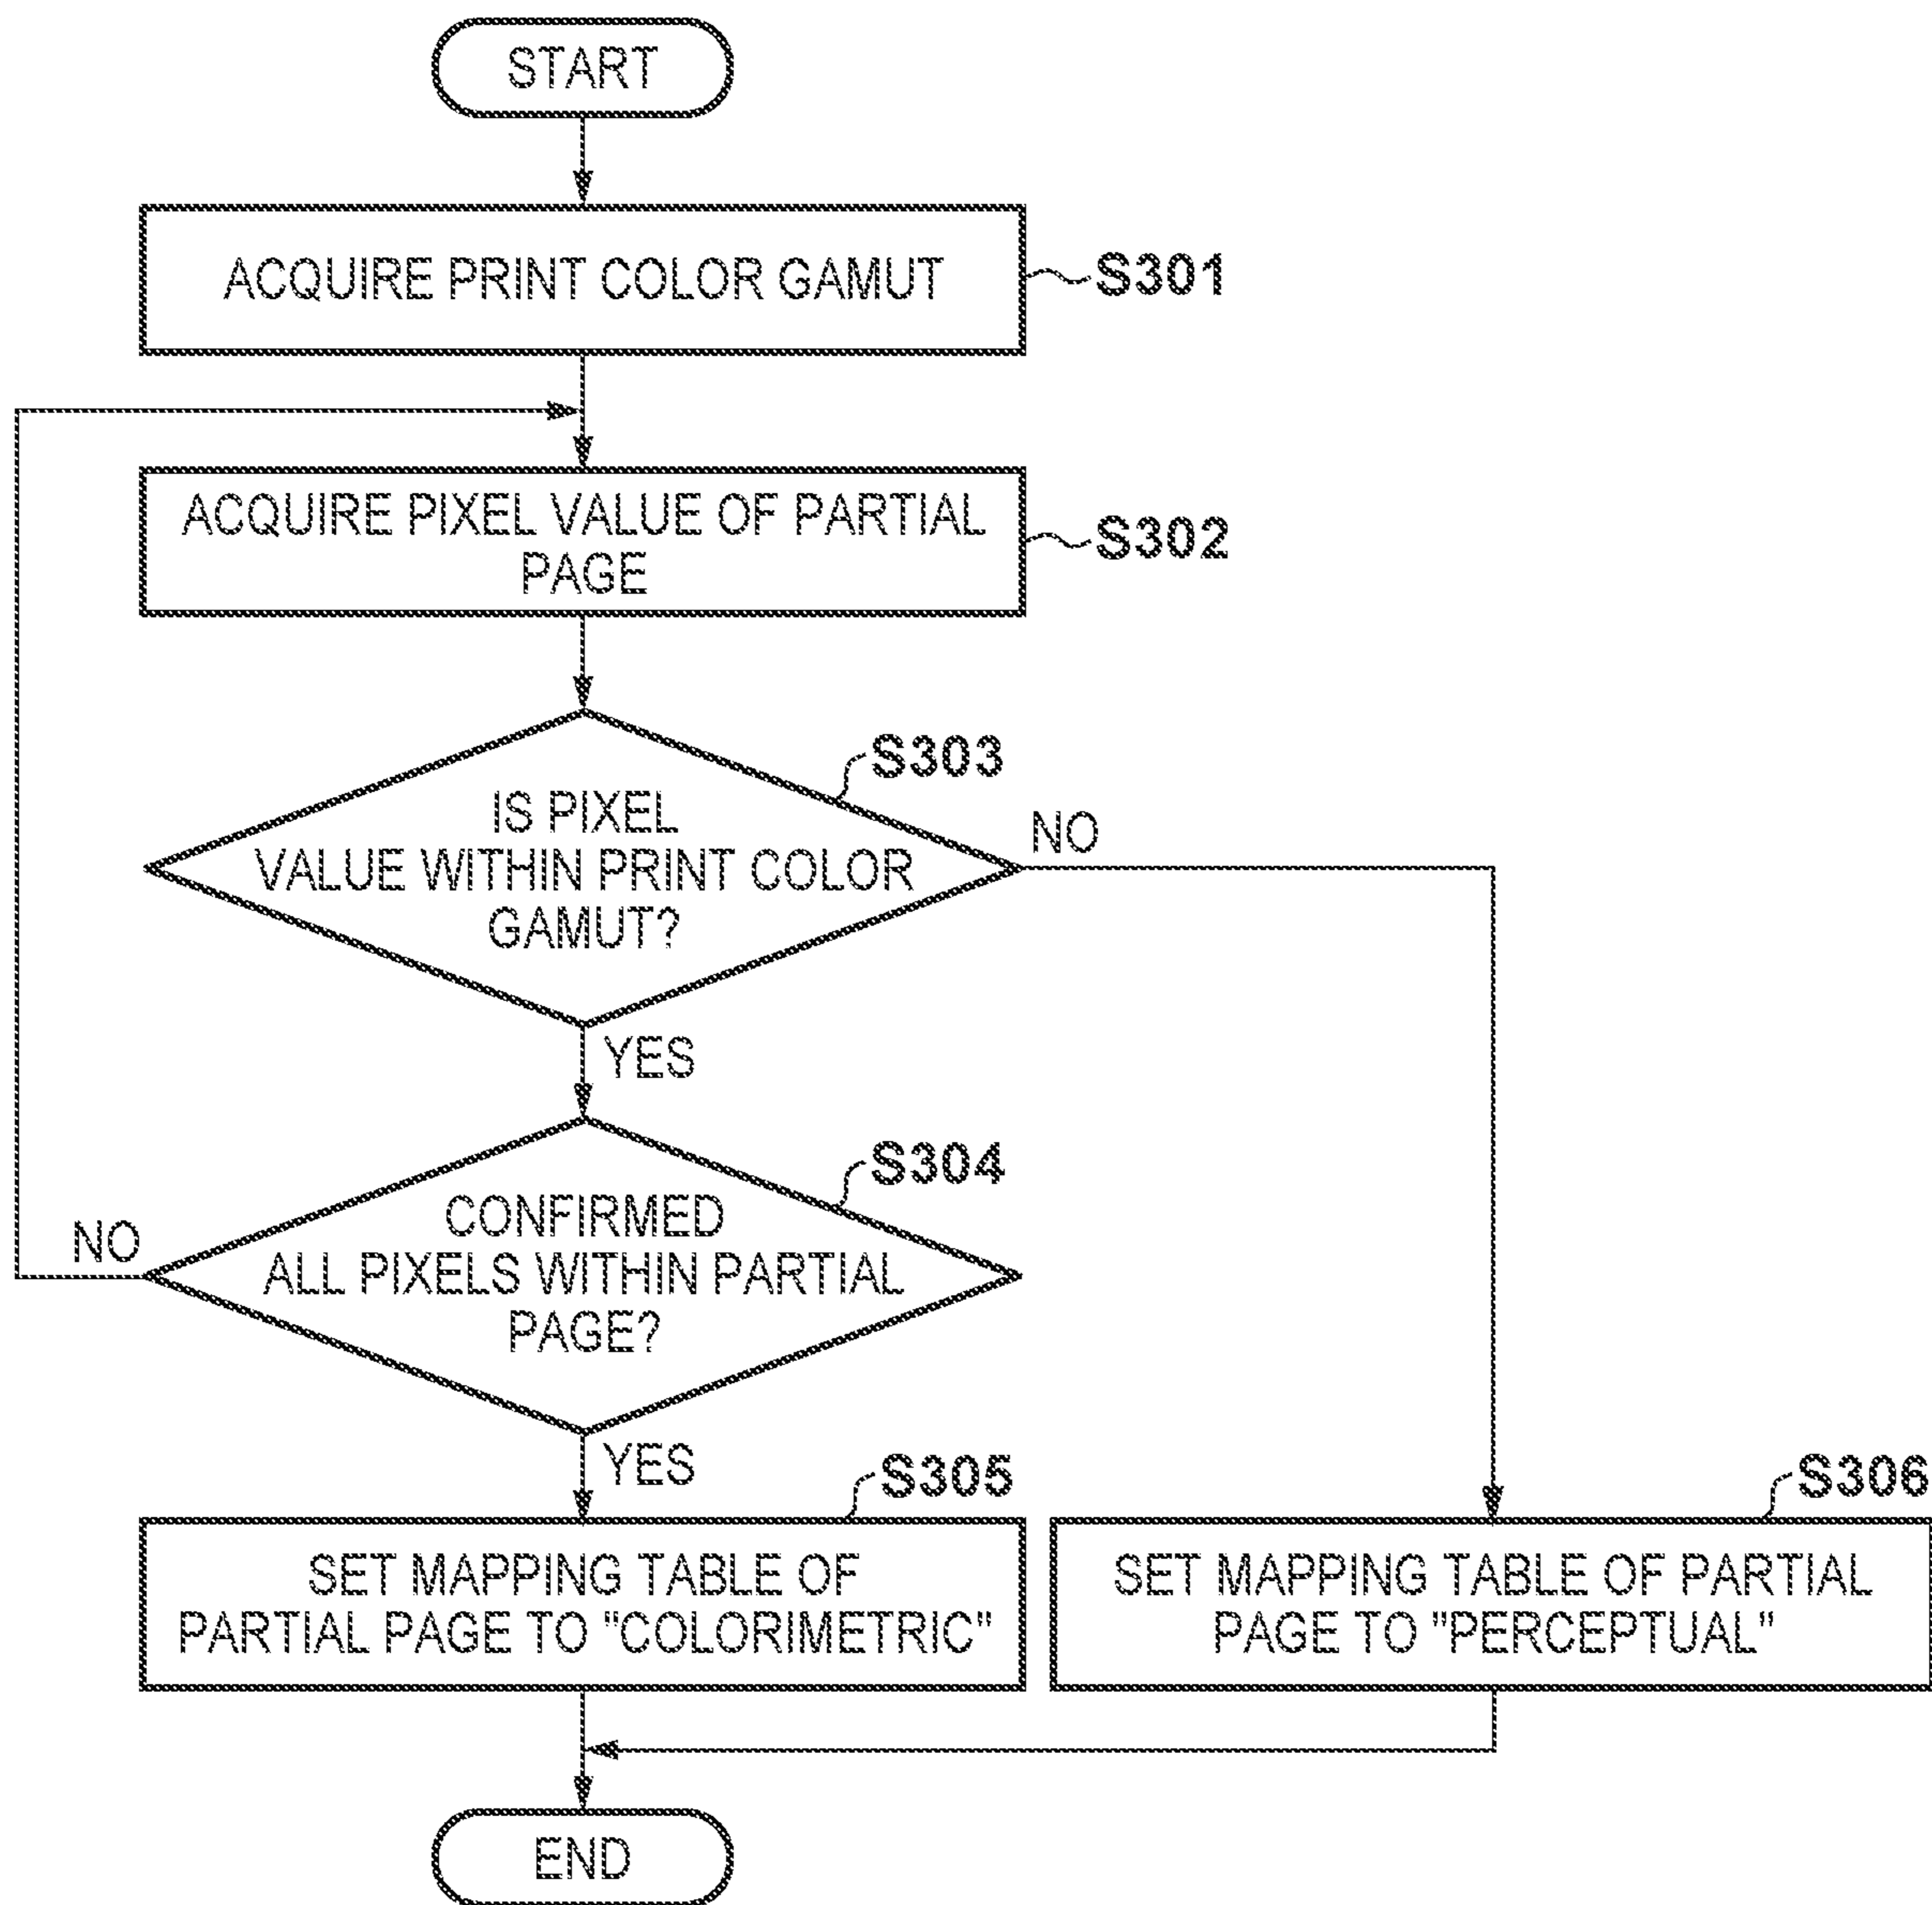 START
ACQUIRE PRINT COLOR GAMUT
S301
ACQUIRE PIXEL VALUE OF PARTIAL
PAGE
S302
S303
IS PIXEL
VALUE WITHIN PRINT COLOR
GAMUT?
NO
YES
S304
CONFIRMED
ALL PIXELS WITHIN PARTIAL
PAGE?
NO
YES
S305
SET MAPPING TABLE OF
PARTIAL PAGE TO "COLORIMETRIC"
S306
SET MAPPING TABLE OF PARTIAL
PAGE TO "PERCEPTUAL"
END